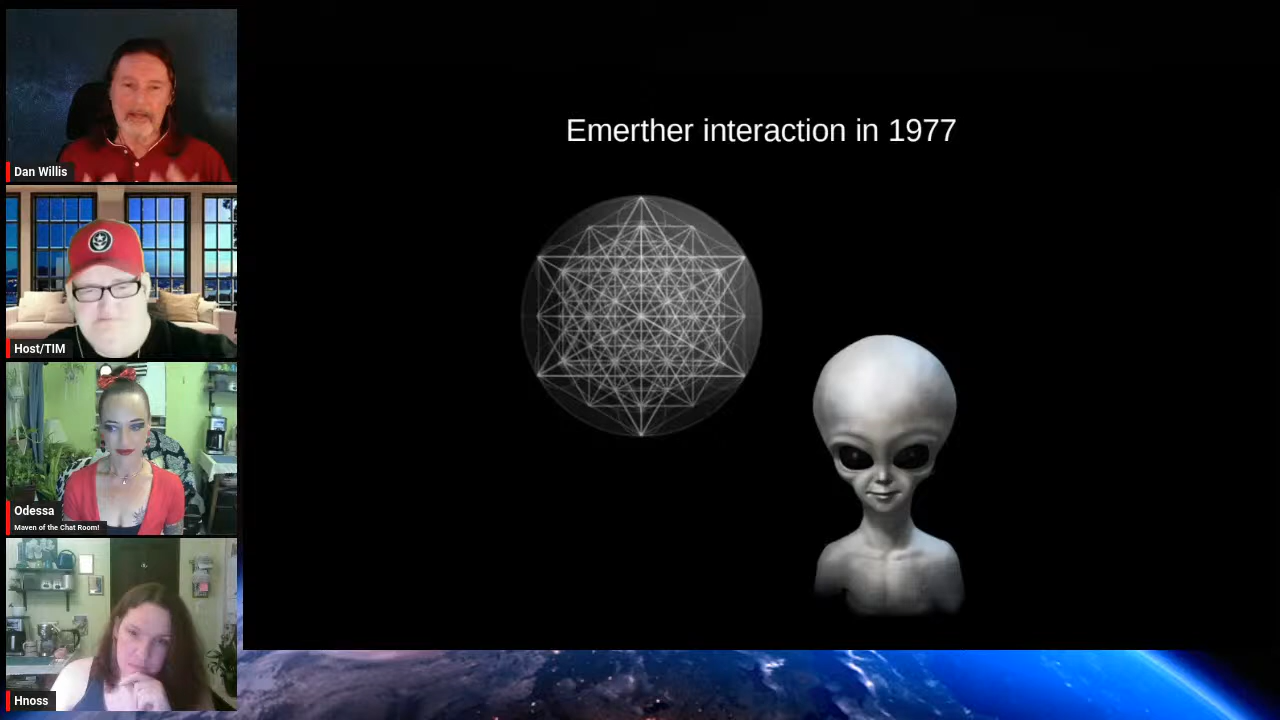 Emerther interaction in 1977
Dan Willis
Host/TIM
Odessa
Maven of the Chat Room!
Hnoss